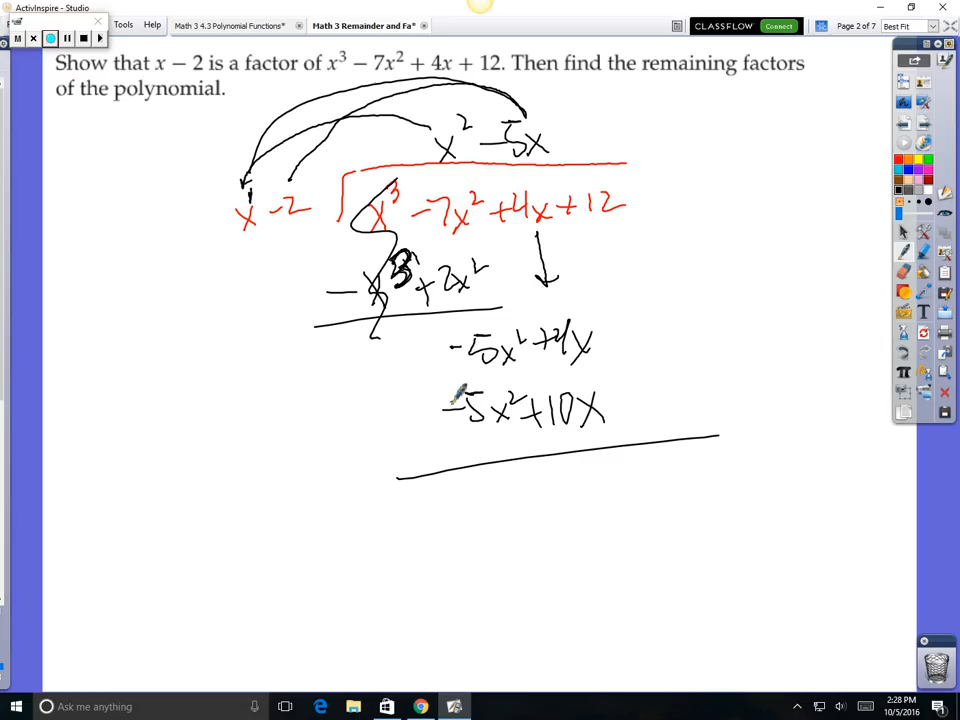 ActivInspire - Studio
Tools
Math 3 4.3 Polynomial Functions*
Math 3 Remainder and Fa*
CLASSFLOW
Connect
Page 2 of 7
Best Fit
Show that x − 2 is a factor of x³ − 7x² + 4x + 12. Then find the remaining factors
of the polynomial.
x² −5x
x −2 x³ −7x² +4x +12
− x³ + 2x²
-5x² +4x
−5x² +10x
Ask me anything
2:28 PM
10/5/2016